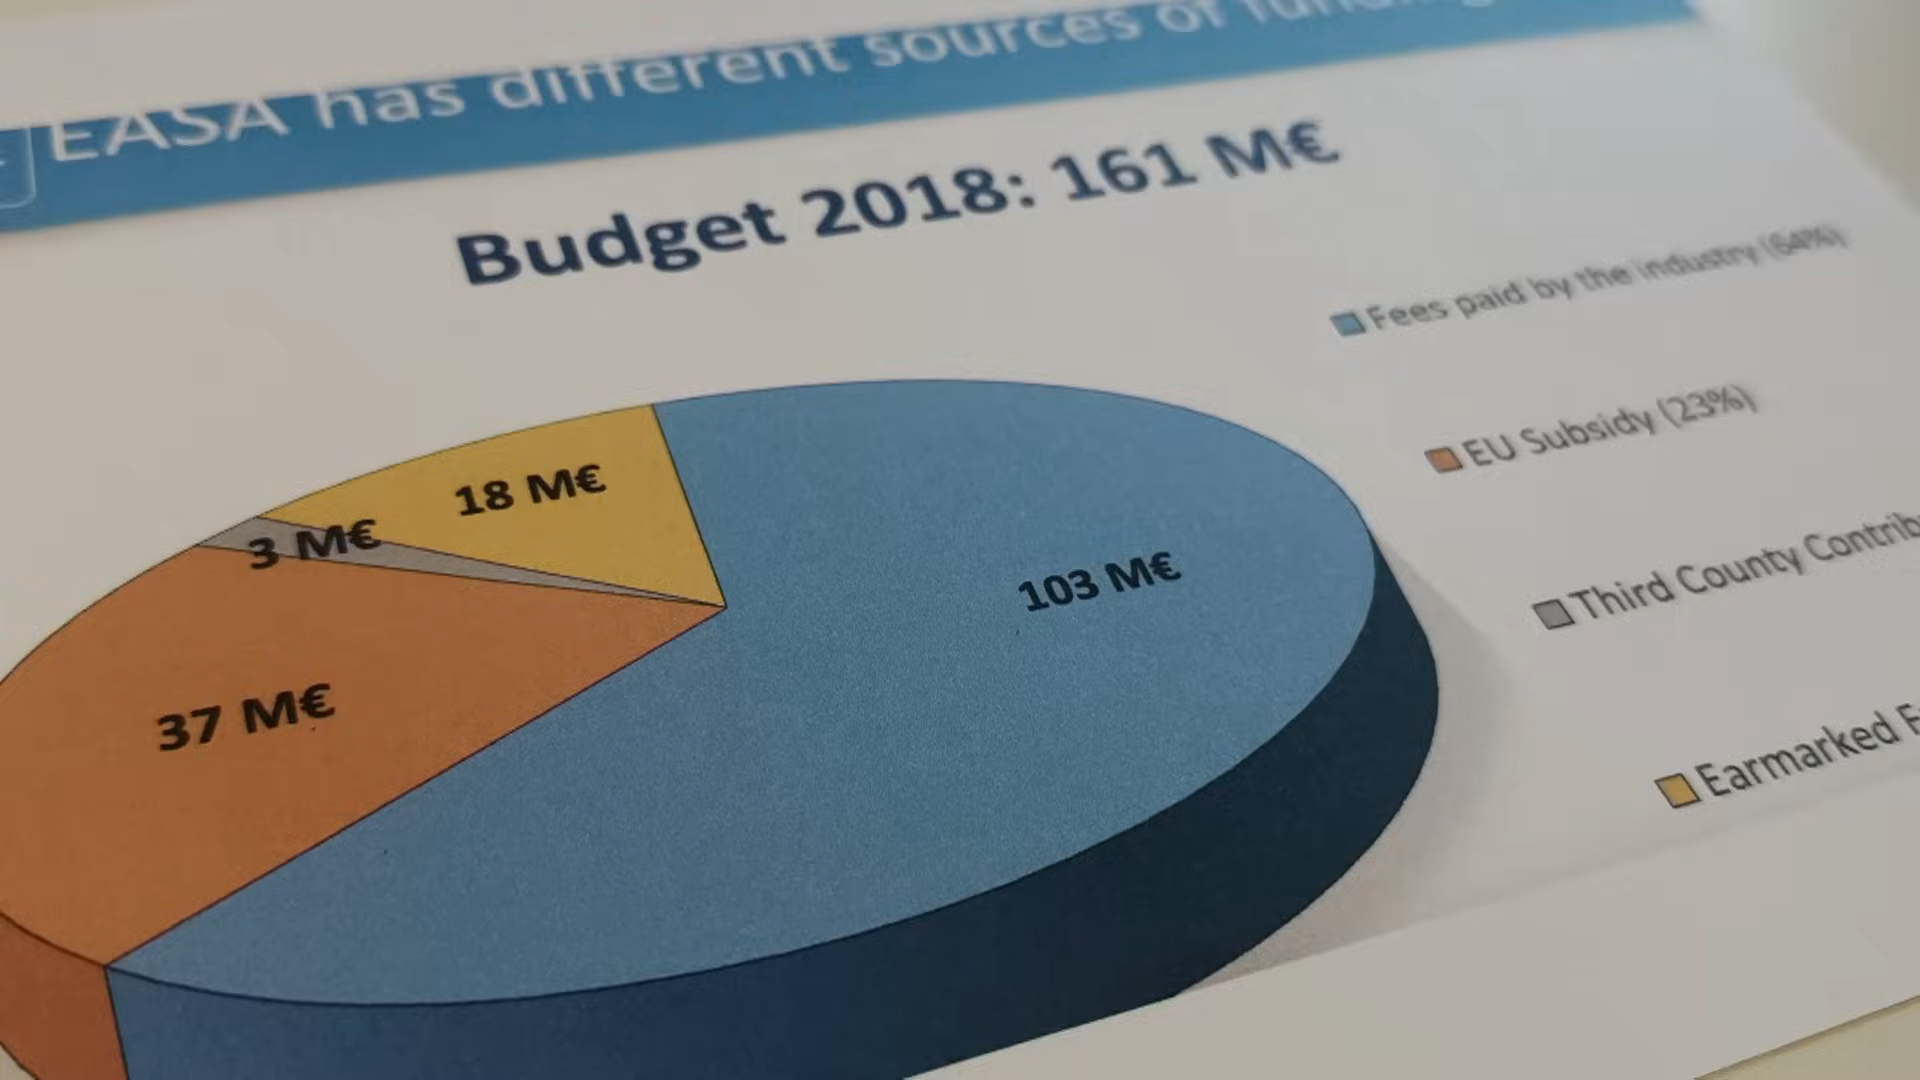 EASA has different sources of funding
Budget 2018: 161 M€
Fees paid by the industry (64%)
EU Subsidy (23%)
Third County Contrib
Earmarked
18 M€
3 M€
103 M€
37 M€